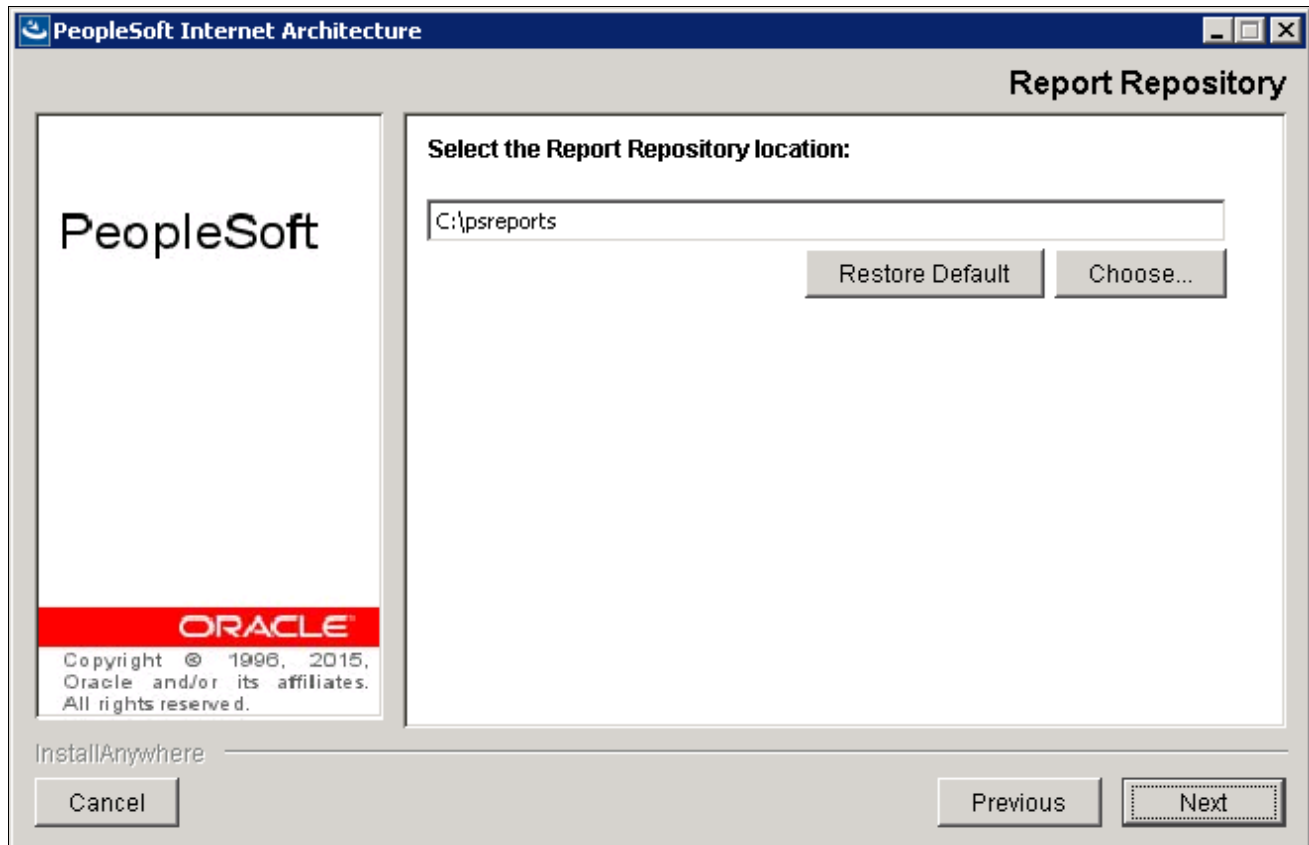 PeopleSoft Internet Architecture
Report Repository
Select the Report Repository location:
C:\psreports
Restore Default
Choose...
PeopleSoft
ORACLE
Copyright © 1996, 2015,
Oracle and/or its affiliates.
All rights reserved.
InstallAnywhere
Cancel
Previous
Next